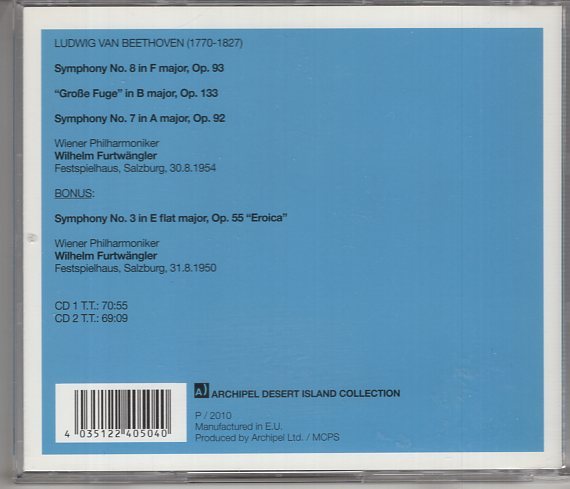 LUDWIG VAN BEETHOVEN (1770-1827)
Symphony No. 8 in F major, Op. 93
“Große Fuge” in B major, Op. 133
Symphony No. 7 in A major, Op. 92
Wiener Philharmoniker
Wilhelm Furtwängler
Festspielhaus, Salzburg, 30.8.1954
BONUS:
Symphony No. 3 in E flat major, Op. 55 “Eroica”
Wiener Philharmoniker
Wilhelm Furtwängler
Festspielhaus, Salzburg, 31.8.1950
CD 1 T.T.: 70:55
CD 2 T.T.: 69:09
A) ARCHIPEL DESERT ISLAND COLLECTION
P / 2010
Manufactured in E.U.
Produced by Archipel Ltd. / MCPS
4 035122 405040